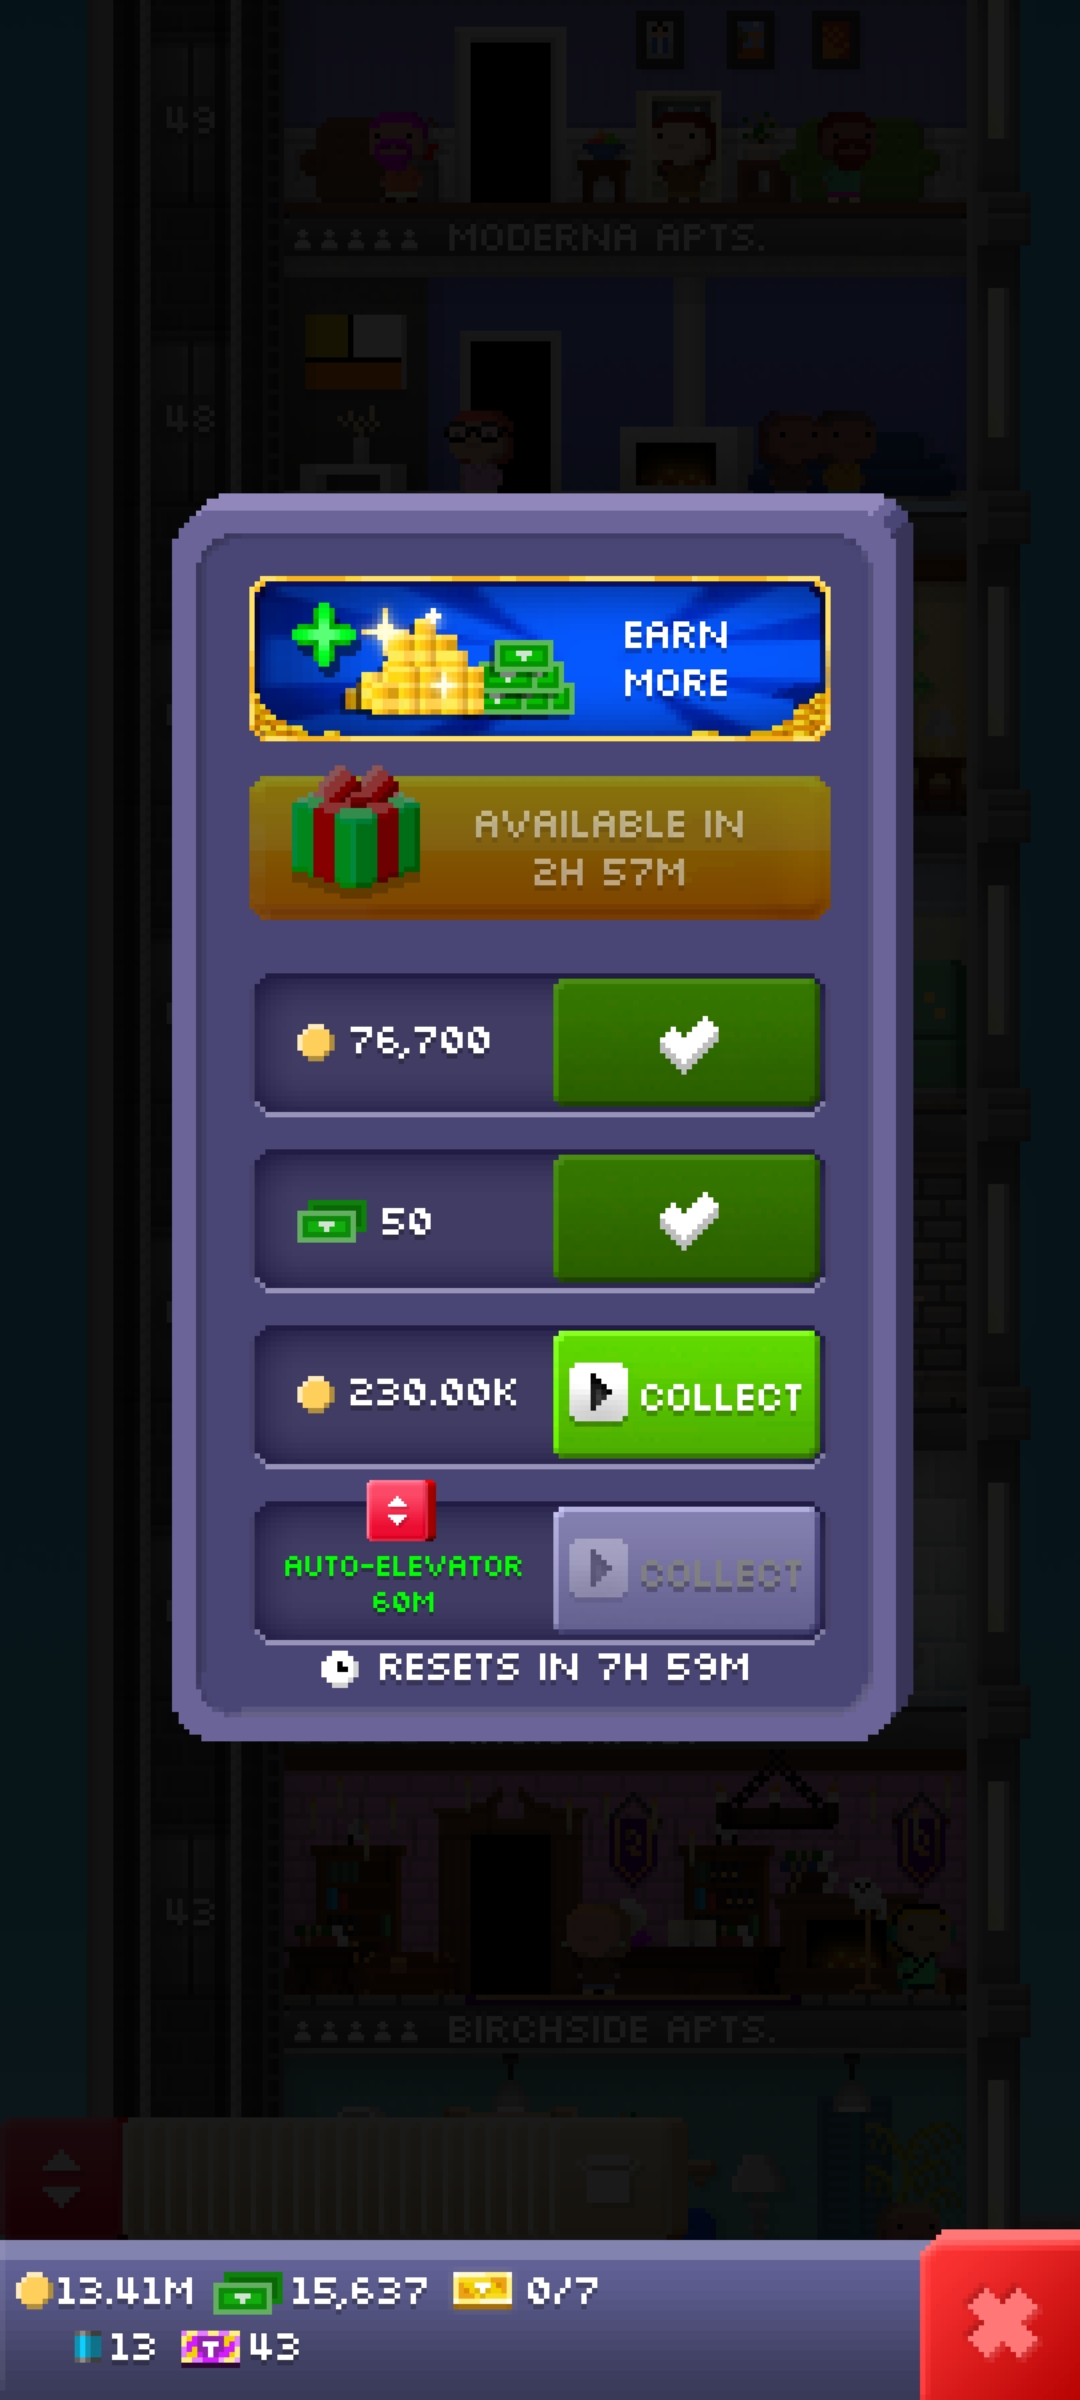 49
MODERNA APTS.
48
EARN
MORE
AVAILABLE IN
2H 57M
76,700
50
230.00K
COLLECT
AUTO-ELEVATOR
60M
COLLECT
RESETS IN 7H 59M
43
BIRCHSIDE APTS.
13.41M 15,637 0/7
13 T 43